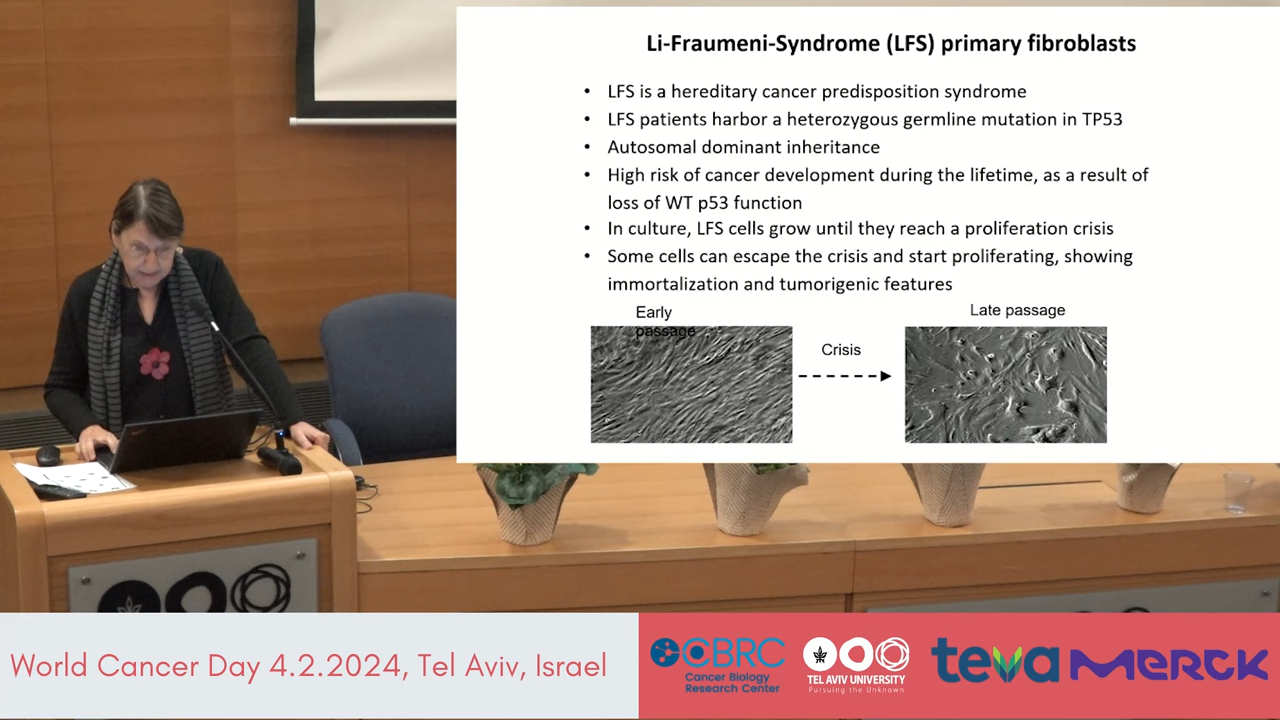 Li-Fraumeni-Syndrome (LFS) primary fibroblasts
• LFS is a hereditary cancer predisposition syndrome
• LFS patients harbor a heterozygous germline mutation in TP53
• Autosomal dominant inheritance
• High risk of cancer development during the lifetime, as a result of
loss of WT p53 function
• In culture, LFS cells grow until they reach a proliferation crisis
• Some cells can escape the crisis and start proliferating, showing
immortalization and tumorigenic features
Early
passage
Crisis
Late passage
World Cancer Day 4.2.2024, Tel Aviv, Israel
CBRC
Cancer Biology
Research Center
TEL AVIV UNIVERSITY
Pursuing the Unknown
teva
MERCK